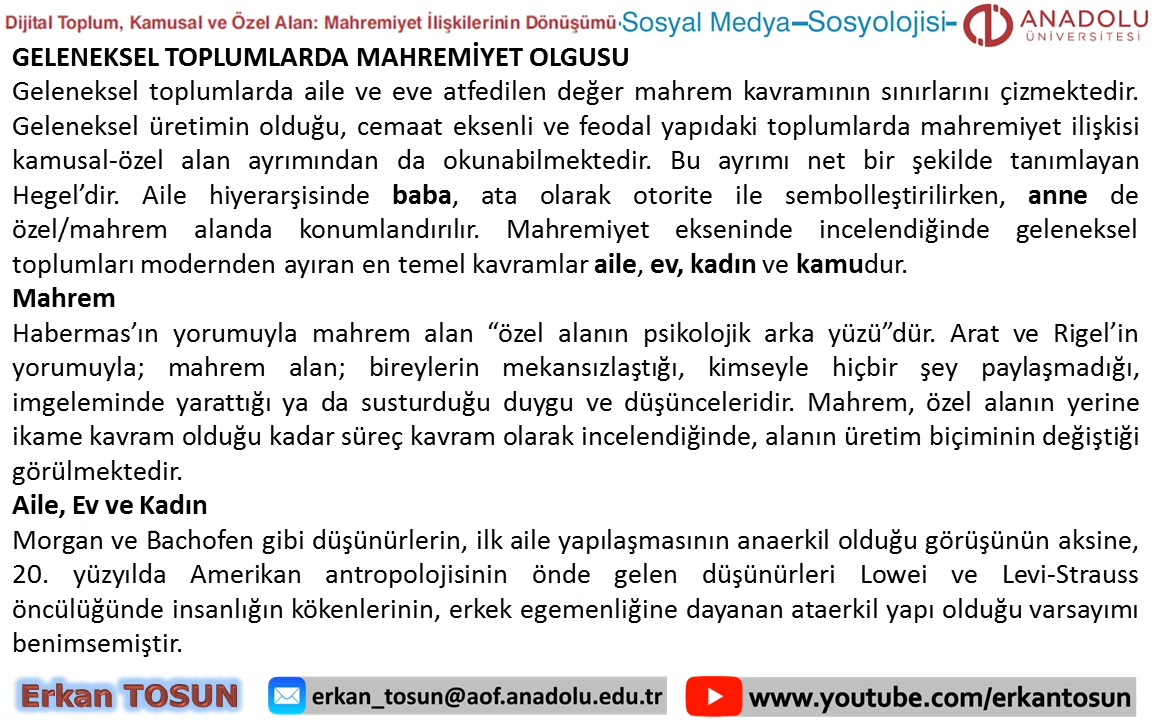 Dijital Toplum, Kamusal ve Özel Alan: Mahremiyet İlişkilerinin Dönüşümü-Sosyal Medya–Sosyolojisi- ANADOLU ÜNİVERSİTESİ
GELENEKSEL TOPLUMLARDA MAHREMİYET OLGUSU
Geleneksel toplumlarda aile ve eve atfedilen değer mahrem kavramının sınırlarını çizmektedir.
Geleneksel üretimin olduğu, cemaat eksenli ve feodal yapıdaki toplumlarda mahremiyet ilişkisi
kamusal-özel alan ayrımından da okunabilmektedir. Bu ayrımı net bir şekilde tanımlayan
Hegel’dir. Aile hiyerarşisinde baba, ata olarak otorite ile sembolleştirilirken, anne de
özel/mahrem alanda konumlandırılır. Mahremiyet ekseninde incelendiğinde geleneksel
toplumları modernden ayıran en temel kavramlar aile, ev, kadın ve kamudur.
Mahrem
Habermas’ın yorumuyla mahrem alan “özel alanın psikolojik arka yüzü”dür. Arat ve Rigel’in
yorumuyla; mahrem alan; bireylerin mekansızlaştığı, kimseyle hiçbir şey paylaşmadığı,
imgeleminde yarattığı ya da susturduğu duygu ve düşünceleridir. Mahrem, özel alanın yerine
ikame kavram olduğu kadar süreç kavram olarak incelendiğinde, alanın üretim biçiminin değiştiği
görülmektedir.
Aile, Ev ve Kadın
Morgan ve Bachofen gibi düşünürlerin, ilk aile yapılaşmasının anaerkil olduğu görüşünün aksine,
20. yüzyılda Amerikan antropolojisinin önde gelen düşünürleri Lowei ve Levi-Strauss
öncülüğünde insanlığın kökenlerinin, erkek egemenliğine dayanan ataerkil yapı olduğu varsayımı
benimsemiştir.
Erkan TOSUN erkan_tosun@aof.anadolu.edu.tr www.youtube.com/erkantosun